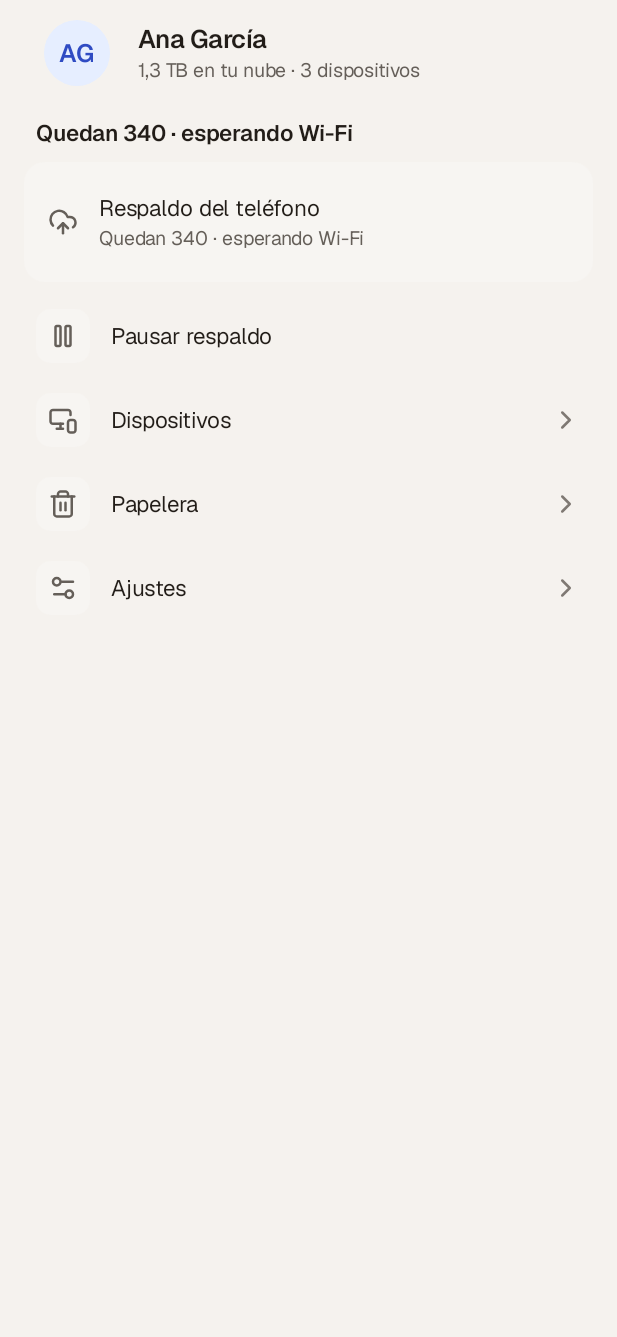 AG
Ana García
1,3 TB en tu nube · 3 dispositivos
Quedan 340 · esperando Wi-Fi
Respaldo del teléfono
Quedan 340 · esperando Wi-Fi
Pausar respaldo
Dispositivos
Papelera
Ajustes